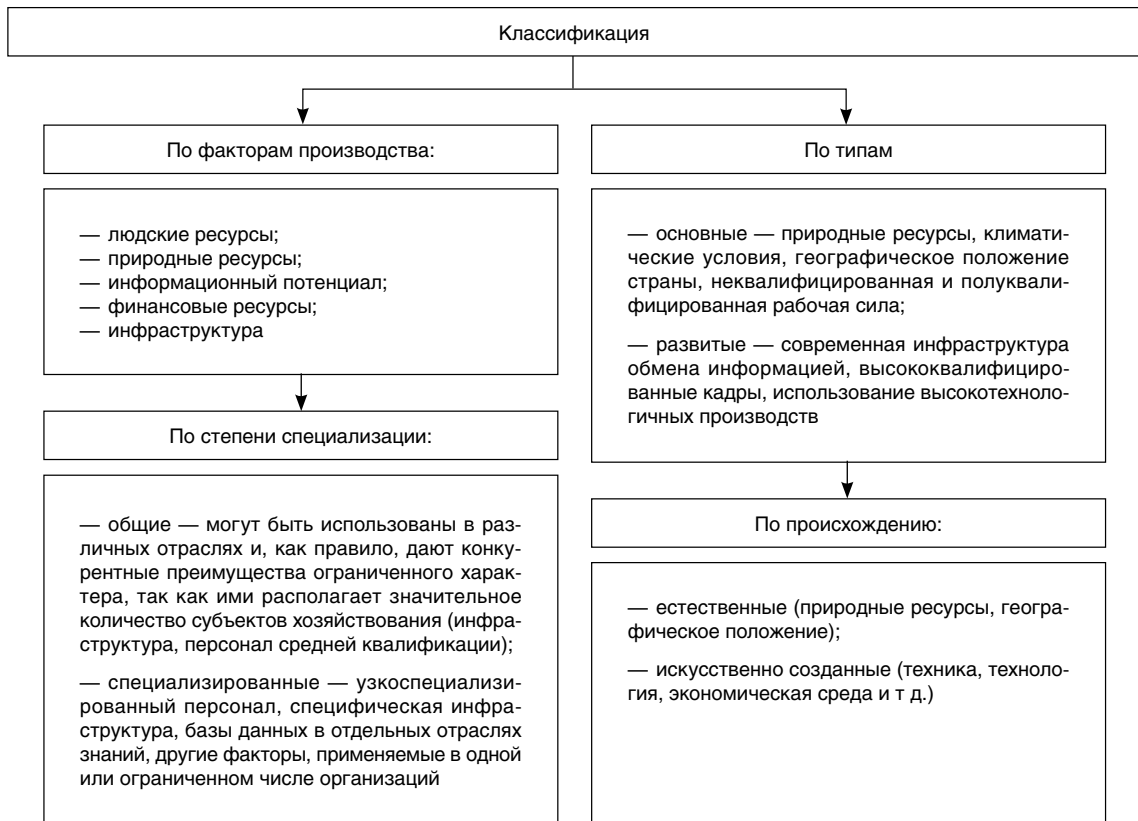 Классификация
По факторам производства:
— людские ресурсы;
— природные ресурсы;
— информационный потенциал;
— финансовые ресурсы;
— инфраструктура
По степени специализации:
— общие — могут быть использованы в раз-
личных отраслях и, как правило, дают конку-
рентные преимущества ограниченного харак-
тера, так как ими располагает значительное
количество субъектов хозяйствования (инфра-
структура, персонал средней квалификации);
— специализированные — узкоспециализи-
рованный персонал, специфическая инфра-
структура, базы данных в отдельных отраслях
знаний, другие факторы, применяемые в одной
или ограниченном числе организаций
По типам
— основные — природные ресурсы, климати-
ческие условия, географическое положение
страны, неквалифицированная и полуквали-
фицированная рабочая сила;
— развитые — современная инфраструктура
обмена информацией, высококвалифициро-
ванные кадры, использование высокотехноло-
гичных производств
По происхождению:
— естественные (природные ресурсы, геогра-
фическое положение);
— искусственно созданные (техника, техноло-
гия, экономическая среда и т д.)